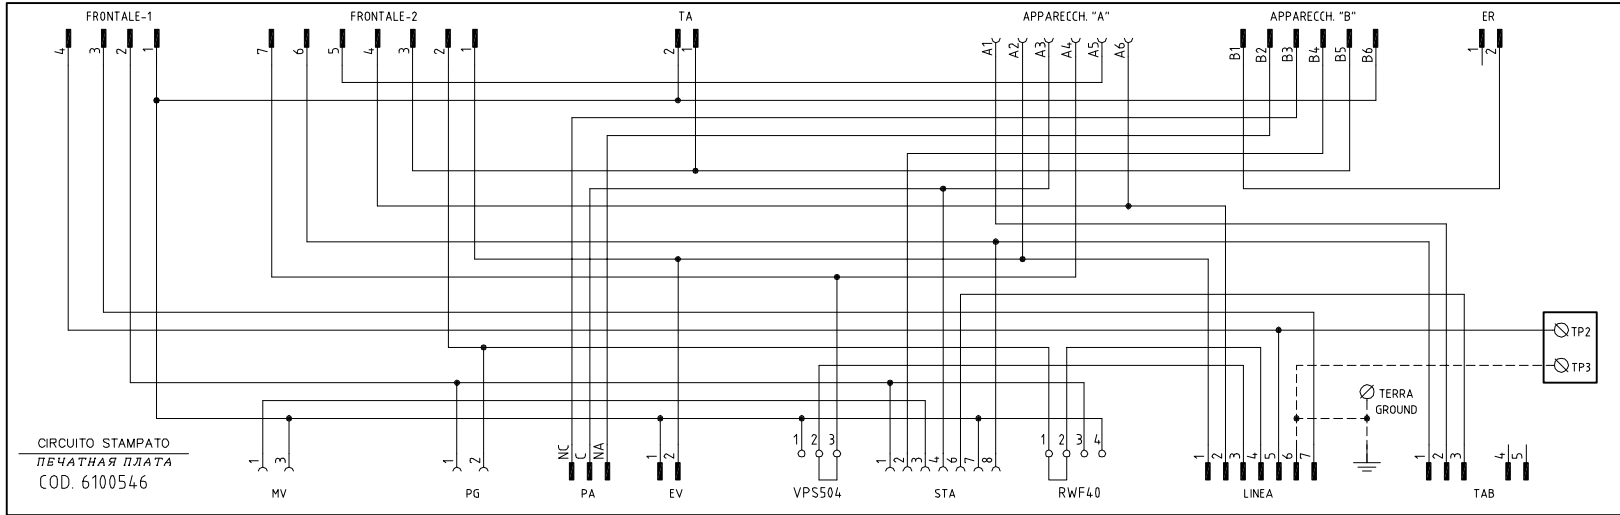 FRONTALE-1 FRONTALE-2 TA APPARECCH. "A" APPARECCH. "B" ER
4 3 2 1 7 6 5 4 3 2 1 2 1 A1 A2 A3 A4 A5 A6 B1 B2 B3 B4 B5 B6 1 2
TP2
TP3
TERRA
GROUND
CIRCUITO STAMPATO
ПЕЧАТНАЯ ПЛАТА
COD. 6100546
1 3 1 2 NC C NA 1 2 1 2 3 1 2 3 4 6 7 8 1 2 3 4 1 2 3 4 5 6 7 1 2 3 4 5
MV PG PA EV VPS504 STA RWF40 LINEA TAB